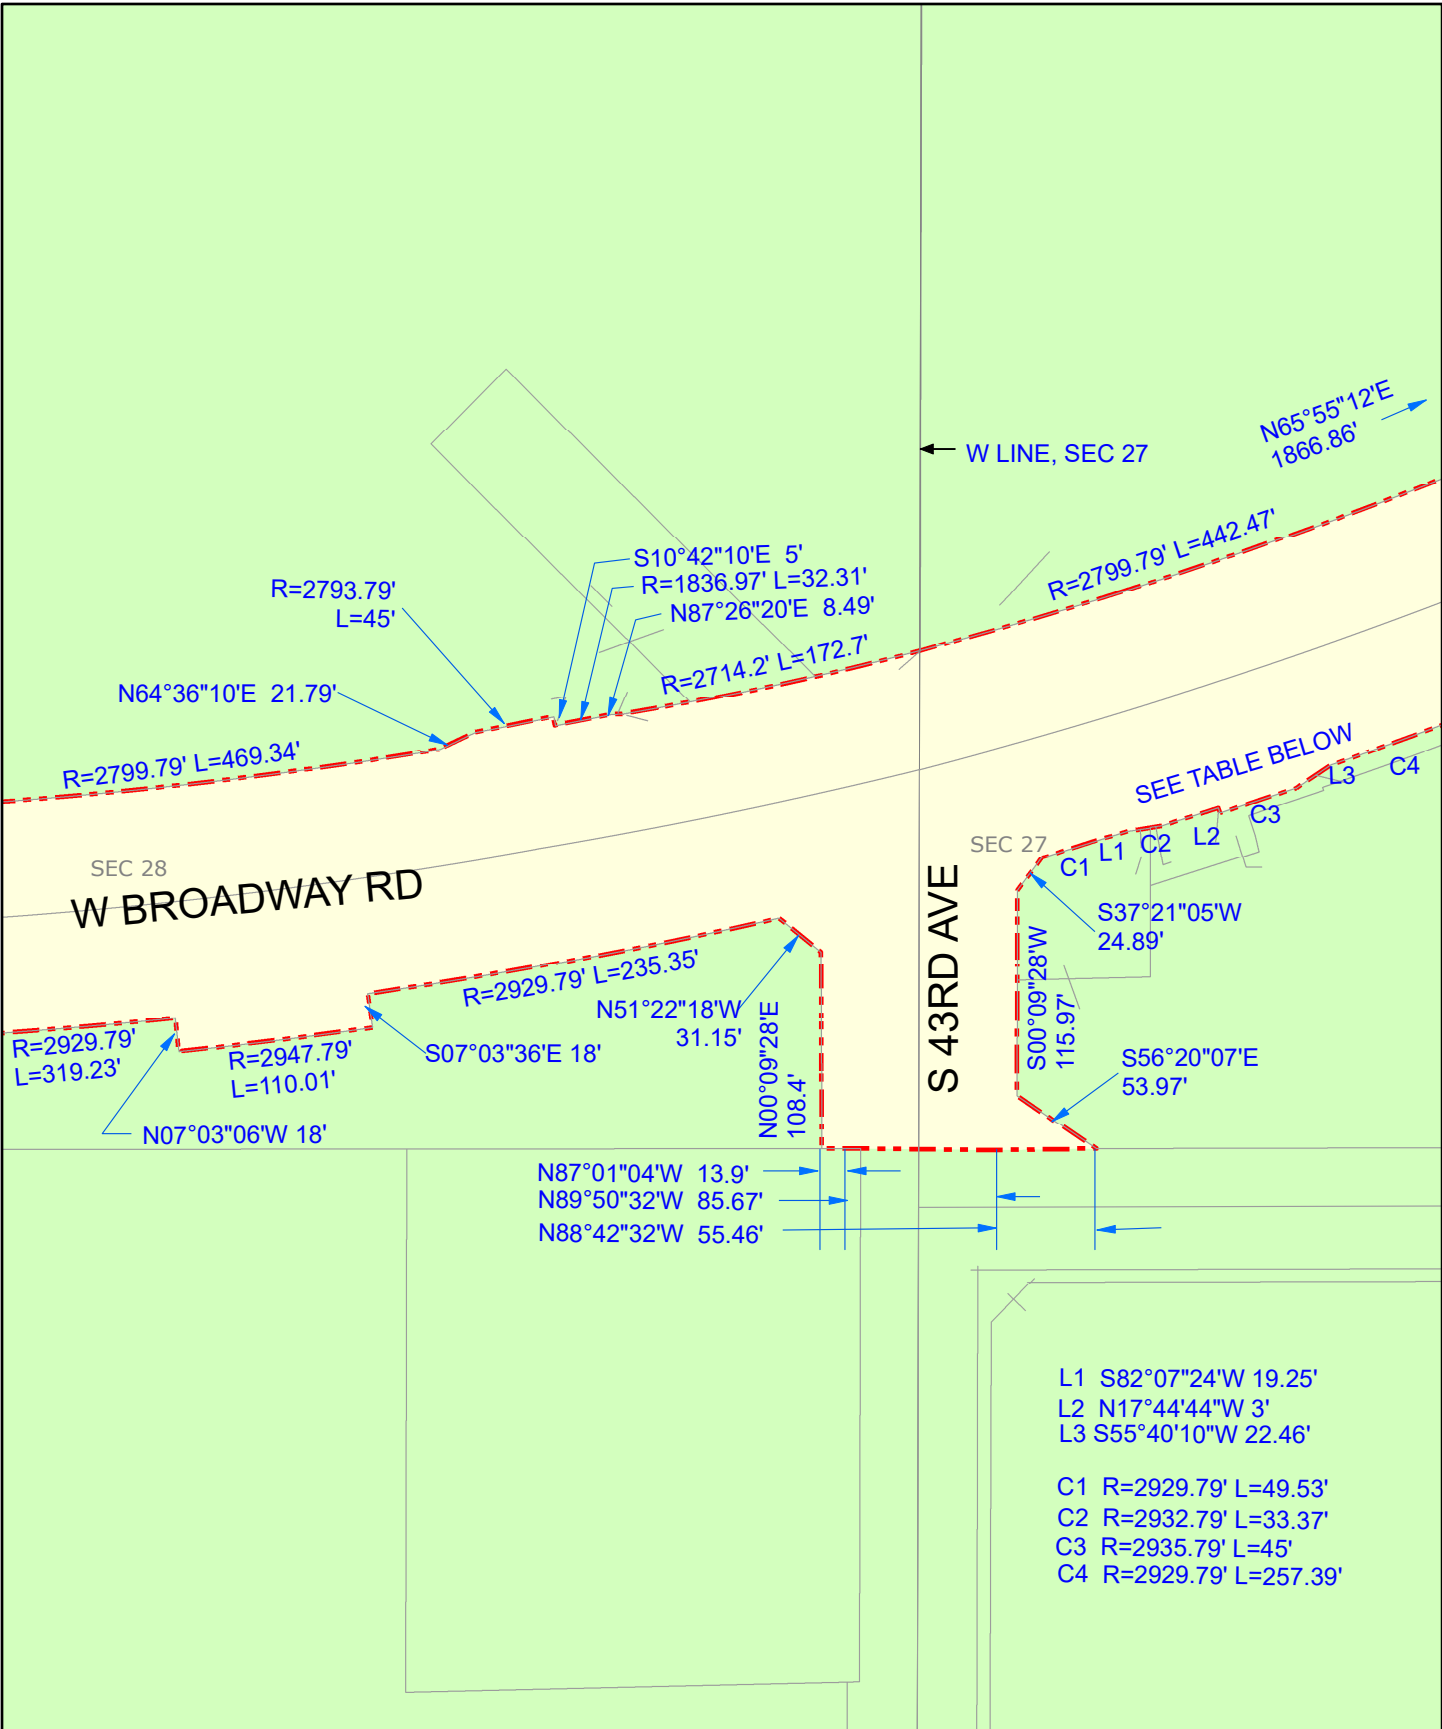 N65°55"12'E
1866.86'
W LINE, SEC 27
R=2799.79' L=442.47'
S10°42"10'E  5'
R=1836.97' L=32.31'
N87°26"20'E  8.49'
R=2793.79'
L=45'
R=2714.2' L=172.7'
N64°36"10'E  21.79'
R=2799.79' L=469.34'
SEE TABLE BELOW
L3
C4
C3
L2
C2
L1
C1
SEC 27
SEC 28
W BROADWAY RD
S 43RD AVE
S37°21"05'W
24.89'
R=2929.79' L=235.35'
N51°22"18'W
31.15'
S00°09"28'W
115.97'
N00°09"28'E
108.4'
R=2929.79'
L=319.23'
R=2947.79'
L=110.01'
S07°03"36'E 18'
S56°20"07'E
53.97'
N07°03"06'W 18'
N87°01"04'W  13.9'
N89°50"32'W  85.67'
N88°42"32'W  55.46'
L1  S82°07"24'W 19.25'
L2  N17°44'44"W 3'
L3 S55°40'10"W 22.46'
C1  R=2929.79' L=49.53'
C2  R=2932.79' L=33.37'
C3  R=2935.79' L=45'
C4  R=2929.79' L=257.39'